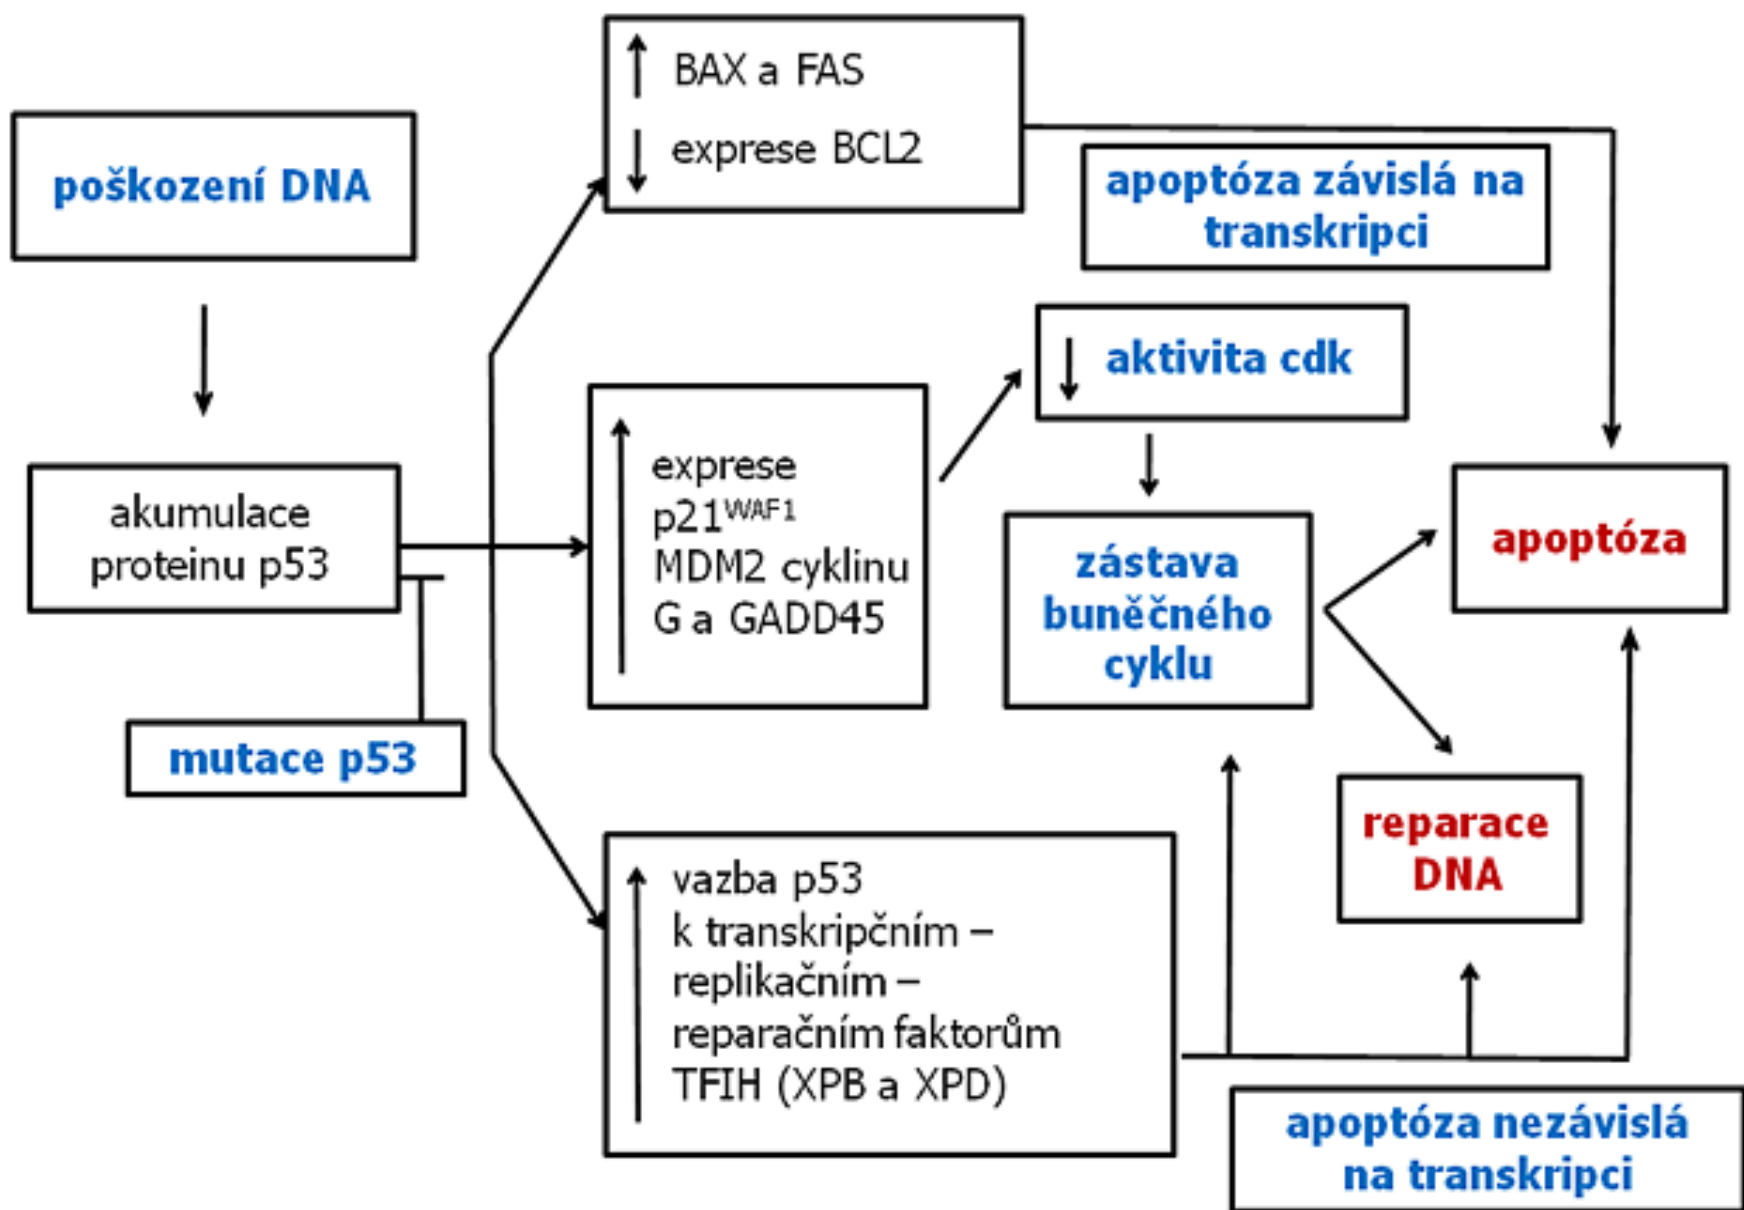 BAX a FAS
exprese BCL2
poškození DNA
apoptóza závislá na
transkripci
aktivita cdk
akumulace
proteinu p53
exprese
p21WAF1
MDM2 cyklinu
G a GADD45
zástava
buněčného
cyklu
apoptóza
mutace p53
reparace
DNA
vazba p53
k transkripčním –
replikačním –
reparačním faktorům
TFIH (XPB a XPD)
apoptóza nezávislá
na transkripci